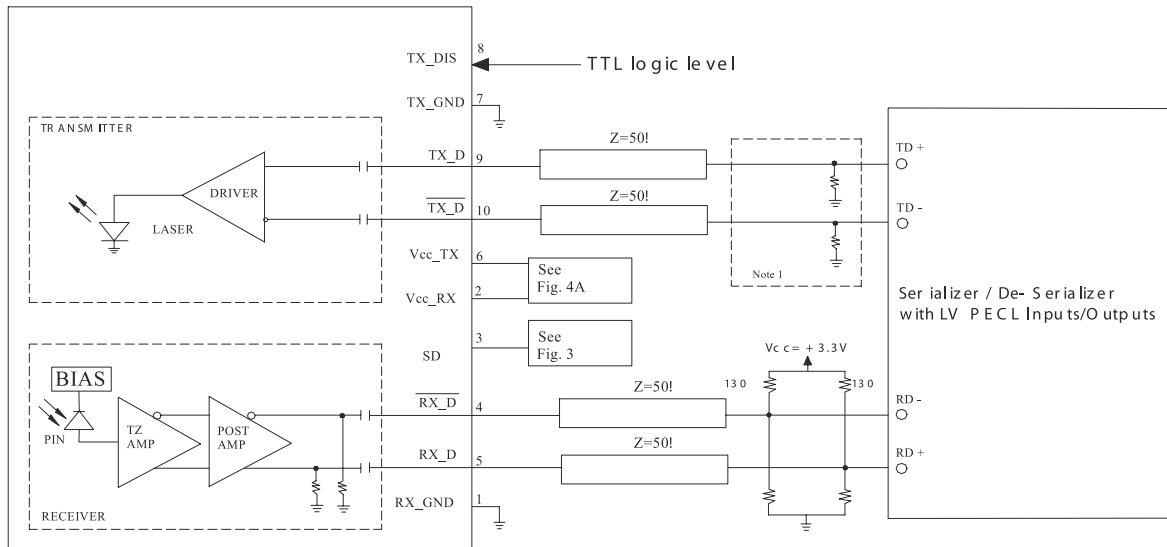 TX_DIS
8
TTL logic level
TX_GND
7
TRANSMITTER
TX_D
9
Z=50!
TD +
DRIVER
TX_D
10
Z=50!
TD -
LASER
Vcc_TX
6
See
Fig. 4A
Note 1
Vcc_RX
2
Serializer / De- Serializer
with LV PECL Inputs/Outputs
SD
3
See
Fig. 3
Vcc= + 3.3V
BIAS
130
130
Z=50!
RX_D
4
RD -
PIN
TZ
AMP
POST
AMP
Z=50!
RX_D
5
RD +
RX_GND
1
RECEIVER